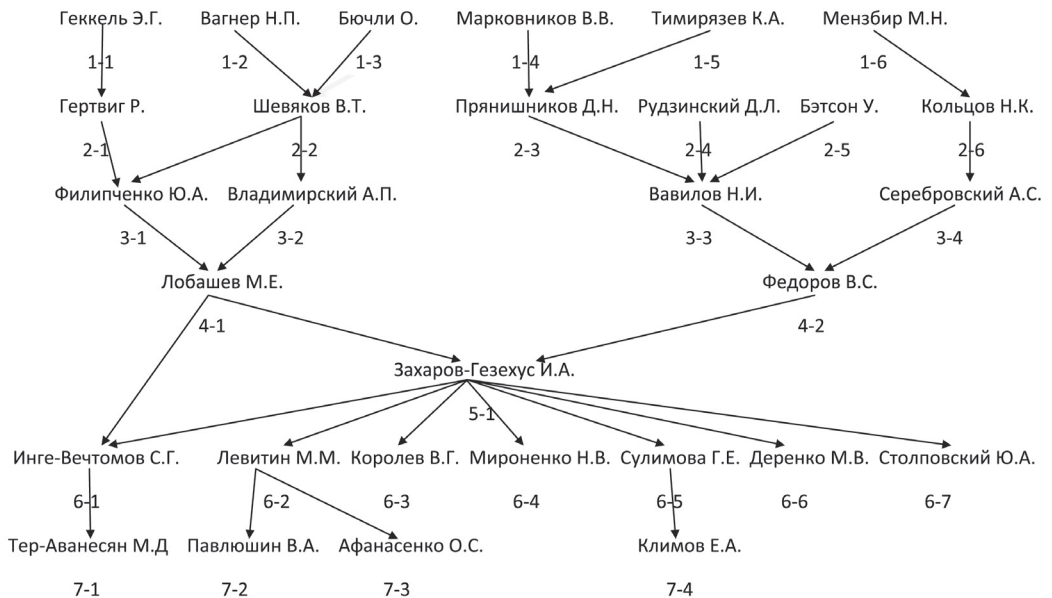 Геккель Э.Г. Вагнер Н.П. Бючли О. Марковников В.В. Тимирязев К.А. Мензбир М.Н.
1-1 1-2 1-3 1-4 1-5 1-6
Гертвиг Р. Шевяков В.Т. Прянишников Д.Н. Рудзинский Д.Л. Бэтсон У. Кольцов Н.К.
2-1 2-2 2-3 2-4 2-5 2-6
Филипченко Ю.А. Владимирский А.П. Вавилов Н.И. Серебровский А.С.
3-1 3-2 3-3 3-4
Лобашев М.Е. Федоров В.С.
4-1 4-2
Захаров-Гезехус И.А.
5-1
Инге-Вечтомов С.Г. Левитин М.М. Королев В.Г. Мироненко Н.В. Сулимова Г.Е. Деренко М.В. Столповский Ю.А.
6-1 6-2 6-3 6-4 6-5 6-6 6-7
Тер-Аванесян М.Д Павлюшин В.А. Афанасенко О.С. Климов Е.А.
7-1 7-2 7-3 7-4